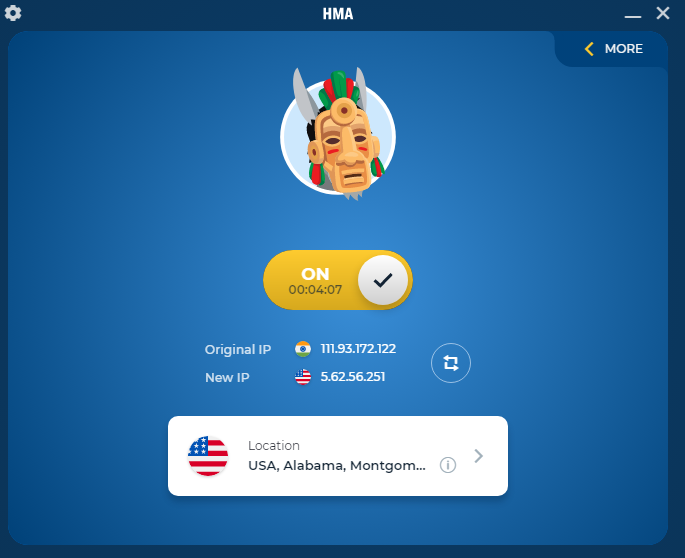 HMA
MORE
ON
00:04:07
Original IP 111.93.172.122
New IP 5.62.56.251
Location
USA, Alabama, Montgom...